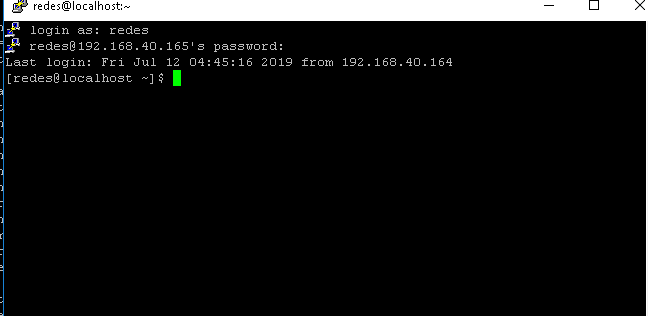 redes@localhost:~
login as: redes
redes@192.168.40.165's password:
Last login: Fri Jul 12 04:45:16 2019 from 192.168.40.164
[redes@localhost ~]$